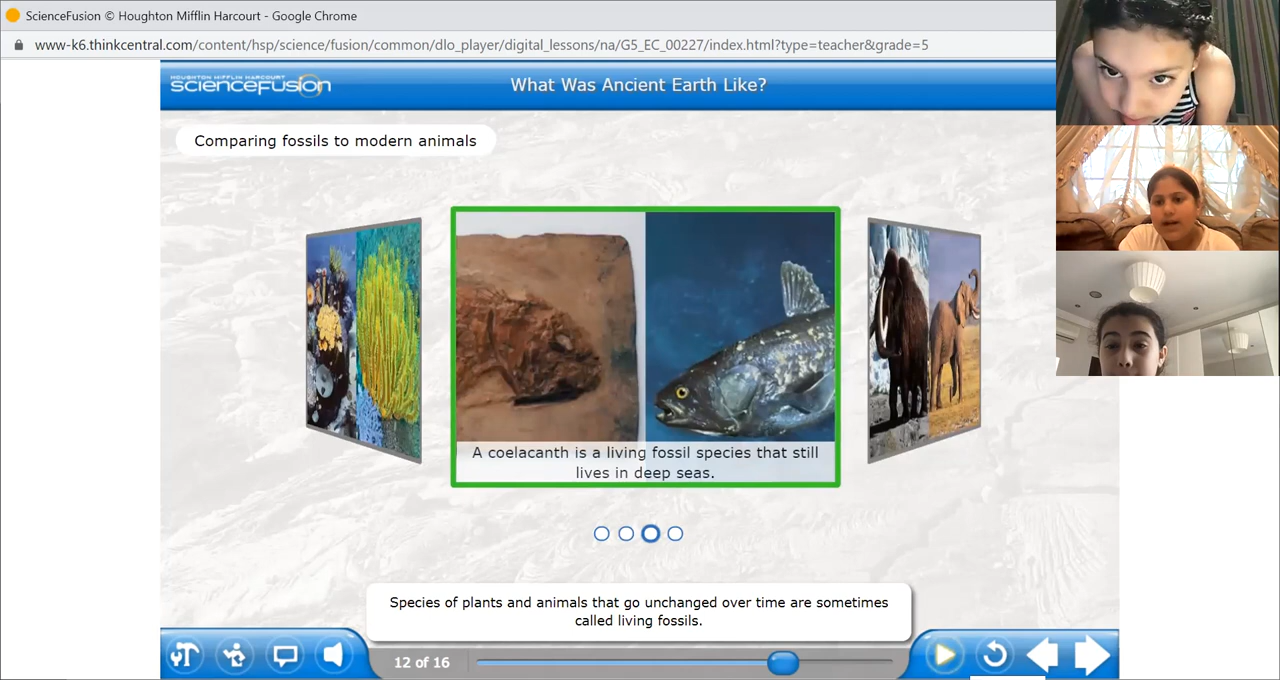 ScienceFusion © Houghton Mifflin Harcourt - Google Chrome
www-k6.thinkcentral.com/content/hsp/science/fusion/common/dlo_player/digital_lessons/na/G5_EC_00227/index.html?type=teacher&grade=5
HOUGHTON MIFFLIN HARCOURT
scienceFusion
What Was Ancient Earth Like?
Comparing fossils to modern animals
A coelacanth is a living fossil species that still
lives in deep seas.
Species of plants and animals that go unchanged over time are sometimes
called living fossils.
12 of 16